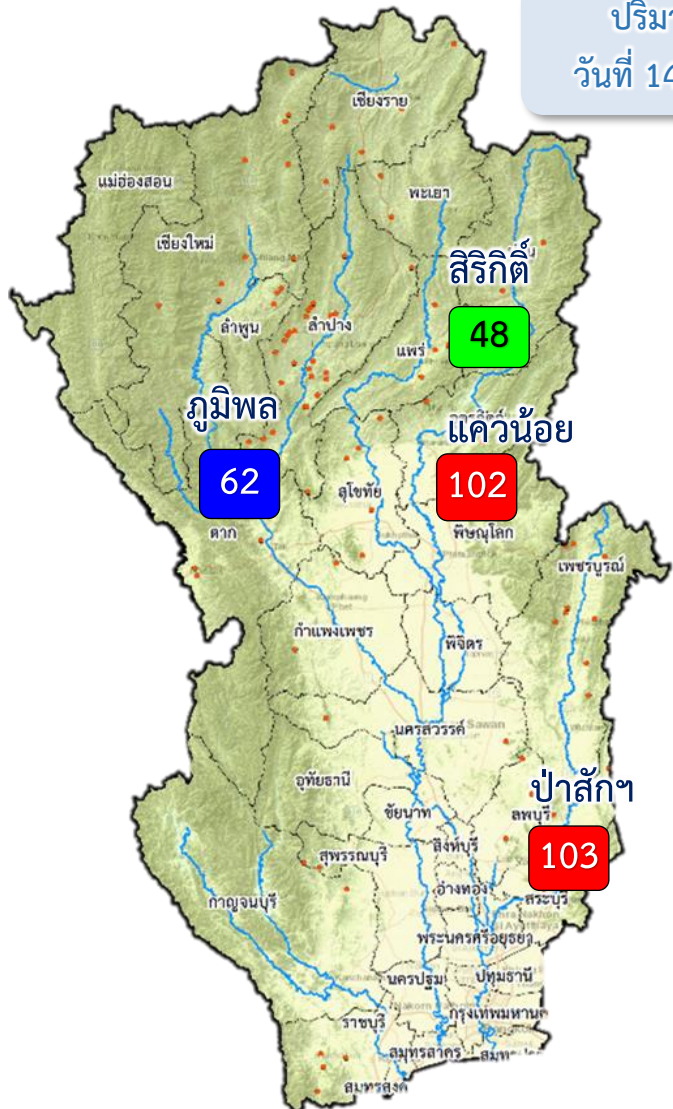 ปริมา
วันที่ 14
เชียงราย
แม่ฮ่องสอน
พะเยา
เชียงใหม่
สิริกิติ์
48
ลำพูน
ลำปาง
แพร่
ภูมิพล
62
แควน้อย
102
สุโขทัย
ตาก
พิษณุโลก
เพชรบูรณ์
กำแพงเพชร
พิจิตร
นครสวรรค์
Sawan
อุทัยธานี
ป่าสักฯ
103
ชัยนาท
ลพบุรี
สิงห์บุรี
สุพรรณบุรี
อ่างทอง
สระบุรี
กาญจนบุรี
พระนครศรีอยุธยา
นครปฐม
ปทุมธานี
กรุงเทพมหานค
ราชบุรี
สมุทรสาคร
สมุทรสงค